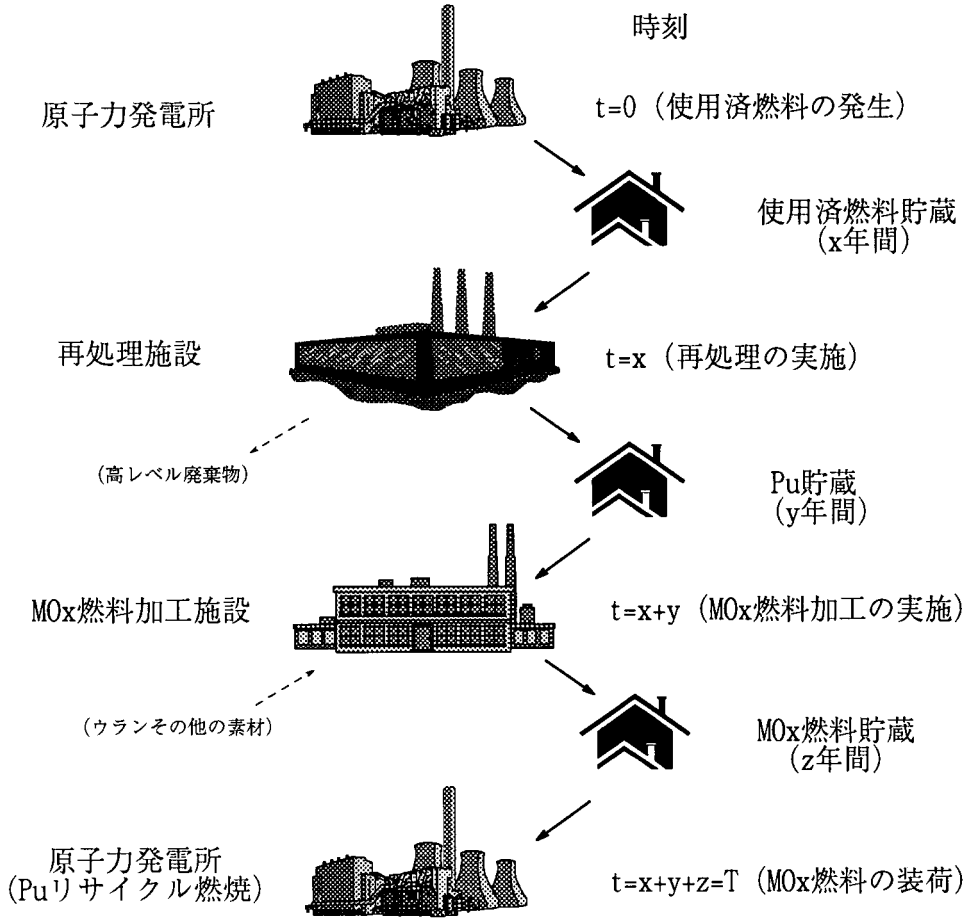 時刻
原子力発電所
t=0 (使用済燃料の発生)
使用済燃料貯蔵
(x年間)
再処理施設
t=x (再処理の実施)
(高レベル廃棄物)
Pu貯蔵
(y年間)
MOx燃料加工施設
t=x+y (MOx燃料加工の実施)
(ウランその他の素材)
MOx燃料貯蔵
(z年間)
原子力発電所
(Puリサイクル燃焼)
t=x+y+z=T (MOx燃料の装荷)